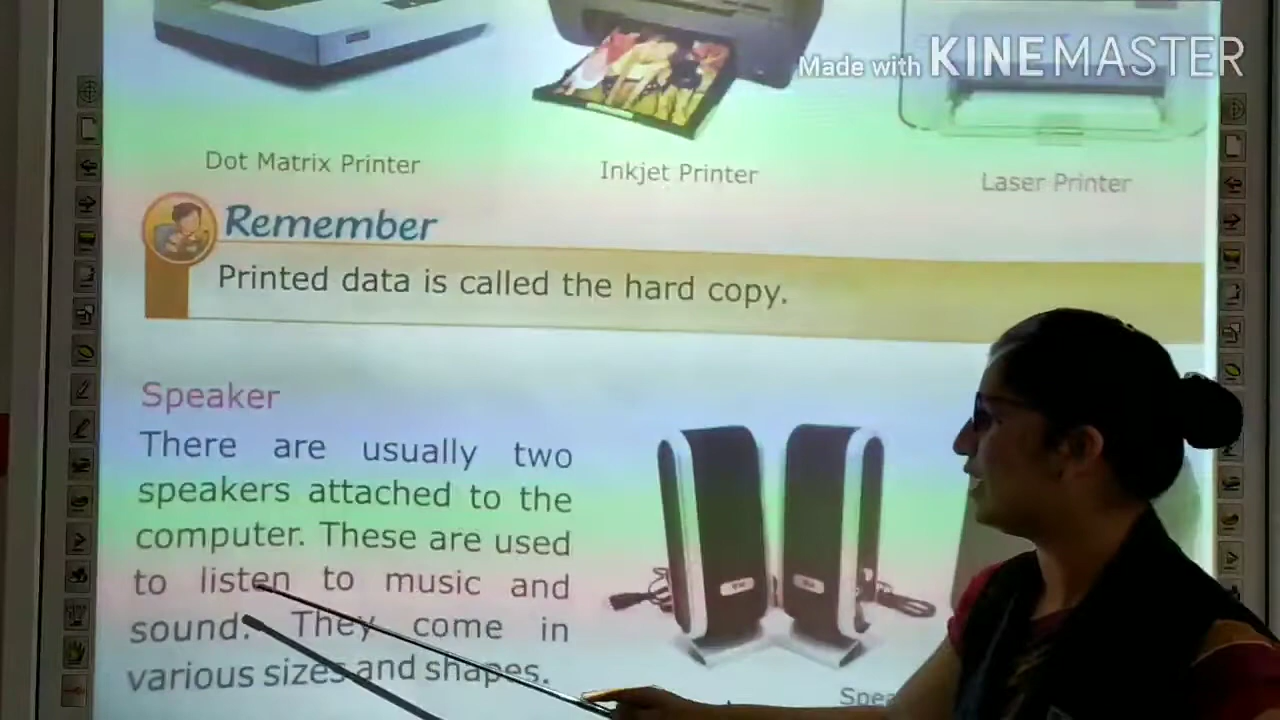 Made with KINEMASTER
Dot Matrix Printer
Inkjet Printer
Laser Printer
Remember
Printed data is called the hard copy.
Speaker
There are usually two
speakers attached to the
computer. These are used
to listen to music and
sound. They come in
various sizes and shapes.